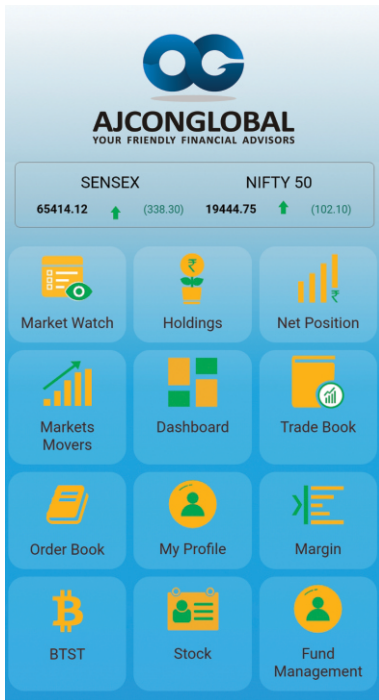 AJCONGLOBAL
YOUR FRIENDLY FINANCIAL ADVISORS
SENSEX NIFTY 50
65414.12 (338.30) 19444.75 (102.10)
Market Watch Holdings Net Position
Markets Movers Dashboard Trade Book
Order Book My Profile Margin
BTST Stock Fund Management